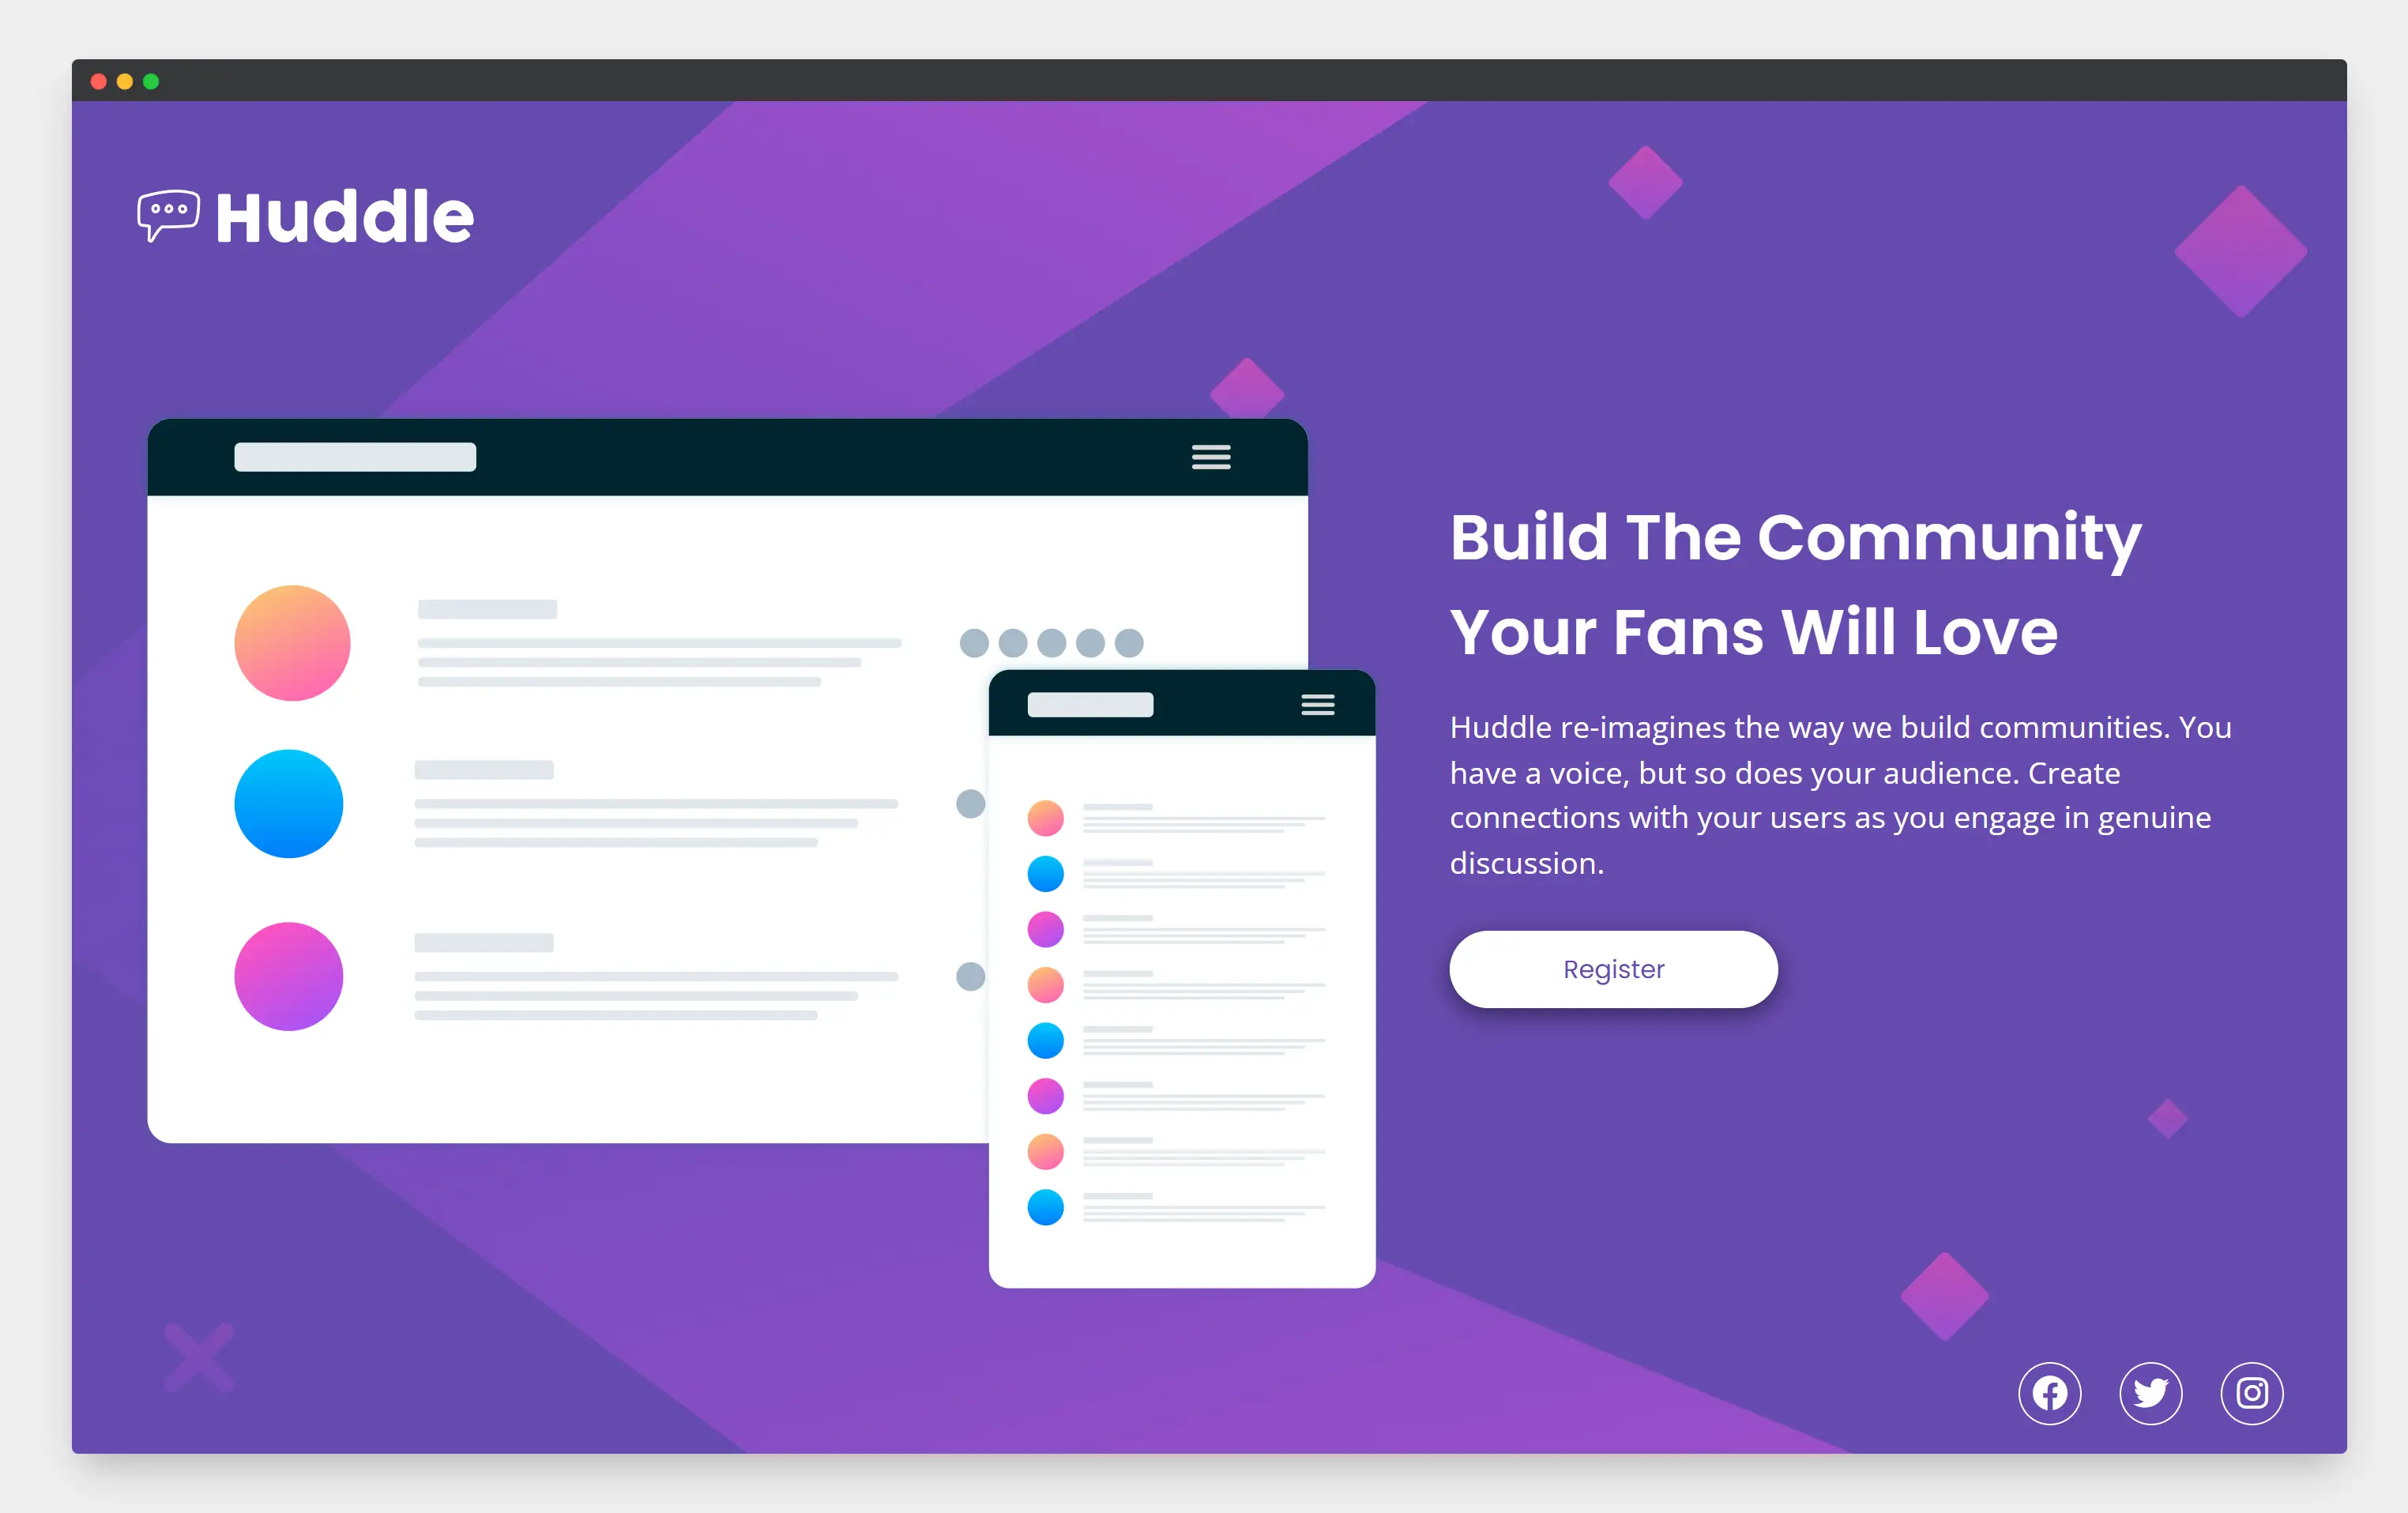 Huddle
Build The Community
Your Fans Will Love
Huddle re-imagines the way we build communities. You
have a voice, but so does your audience. Create
connections with your users as you engage in genuine
discussion.
Register